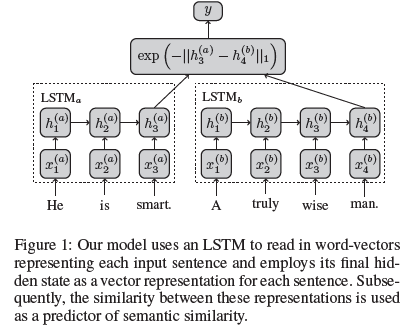 y
exp(−||h₃⁽ᵃ⁾ − h₄⁽ᵇ⁾||₁)
LSTMₐ LSTM_b
h₁⁽ᵃ⁾ h₂⁽ᵃ⁾ h₃⁽ᵃ⁾ h₁⁽ᵇ⁾ h₂⁽ᵇ⁾ h₃⁽ᵇ⁾ h₄⁽ᵇ⁾
x₁⁽ᵃ⁾ x₂⁽ᵃ⁾ x₃⁽ᵃ⁾ x₁⁽ᵇ⁾ x₂⁽ᵇ⁾ x₃⁽ᵇ⁾ x₄⁽ᵇ⁾
He is smart. A truly wise man.
Figure 1: Our model uses an LSTM to read in word-vectors
representing each input sentence and employs its final hid-
den state as a vector representation for each sentence. Subse-
quently, the similarity between these representations is used
as a predictor of semantic similarity.